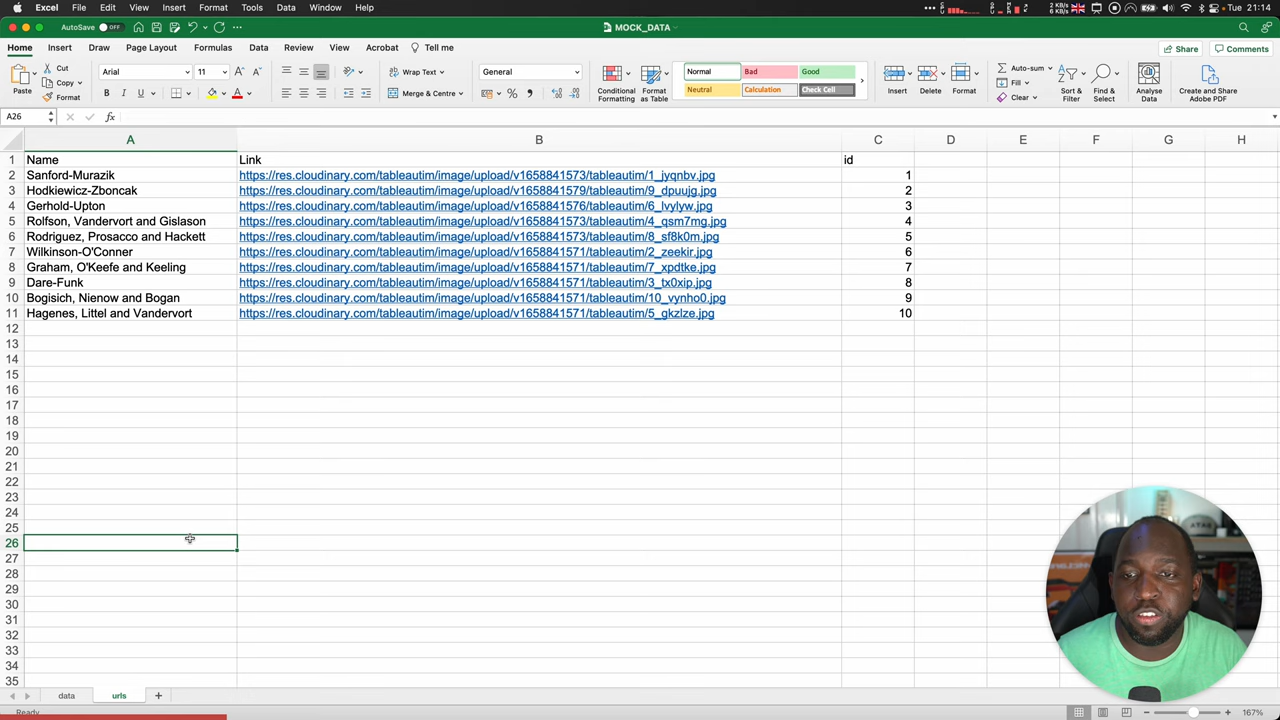 Excel File Edit View Insert Format Tools Data Window Help
2 KB/s 6 KB/s Tue 21:14
AutoSave OFF MOCK_DATA
Home Insert Draw Page Layout Formulas Data Review View Acrobat Tell me Share Comments
Paste Cut Copy Format
Arial 11
B I U
Wrap Text
Merge & Centre
General
Conditional Formatting
Format as Table
Normal Bad Good
Neutral Calculation Check Cell
Insert Delete Format
Auto-sum Fill Clear
Sort & Filter
Find & Select
Analyse Data
Create and Share Adobe PDF
A26 fx
A B C D E F G H
1 Name Link id
2 Sanford-Murazik https://res.cloudinary.com/tableautim/image/upload/v1658841573/tableautim/1_jyqnbv.jpg 1
3 Hodkiewicz-Zboncak https://res.cloudinary.com/tableautim/image/upload/v1658841579/tableautim/9_dpuujg.jpg 2
4 Gerhold-Upton https://res.cloudinary.com/tableautim/image/upload/v1658841576/tableautim/6_lvylyw.jpg 3
5 Rolfson, Vandervort and Gislason https://res.cloudinary.com/tableautim/image/upload/v1658841573/tableautim/4_qsm7mg.jpg 4
6 Rodriguez, Prosacco and Hackett https://res.cloudinary.com/tableautim/image/upload/v1658841573/tableautim/8_sf8k0m.jpg 5
7 Wilkinson-O'Conner https://res.cloudinary.com/tableautim/image/upload/v1658841571/tableautim/2_zeekir.jpg 6
8 Graham, O'Keefe and Keeling https://res.cloudinary.com/tableautim/image/upload/v1658841571/tableautim/7_xpdtke.jpg 7
9 Dare-Funk https://res.cloudinary.com/tableautim/image/upload/v1658841571/tableautim/3_tx0xip.jpg 8
10 Bogisich, Nienow and Bogan https://res.cloudinary.com/tableautim/image/upload/v1658841571/tableautim/10_vynho0.jpg 9
11 Hagenes, Littel and Vandervort https://res.cloudinary.com/tableautim/image/upload/v1658841571/tableautim/5_gkzlze.jpg 10
12
13
14
15
16
17
18
19
20
21
22
23
24
25
26
27
28
29
30
31
32
33
34
35
data urls +
Ready 167%